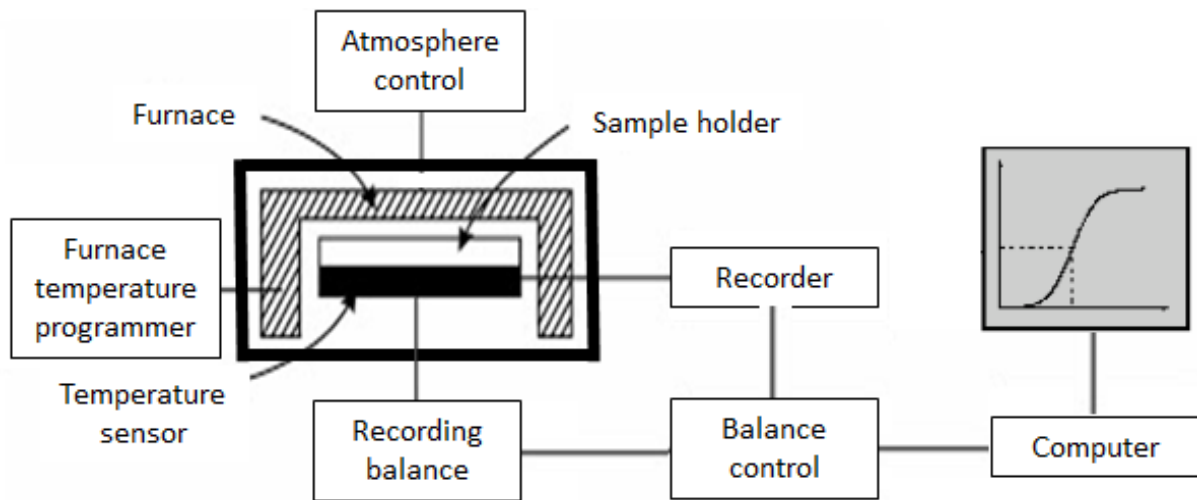 Atmosphere
control
Furnace
Sample holder
Furnace
temperature
programmer
Recorder
Temperature
sensor
Recording
balance
Balance
control
Computer